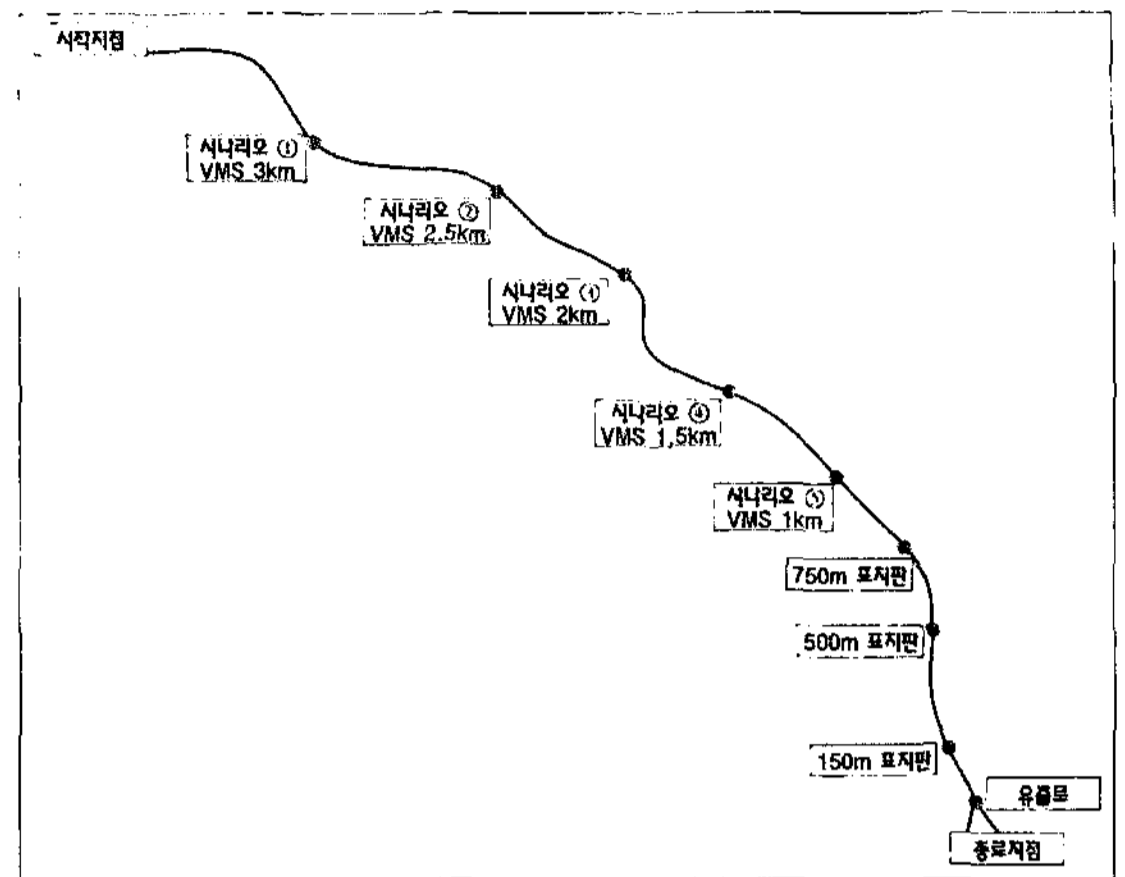 시작지점
시나리오 ①
VMS 3km
시나리오 ②
VMS 2.5km
시나리오
VMS 2km
시나리오 ④
VMS 1.5km
시나리오 ⑤
VMS 1km
750m 표지판
500m 표지판
150m 표지판
유출로
종료지점